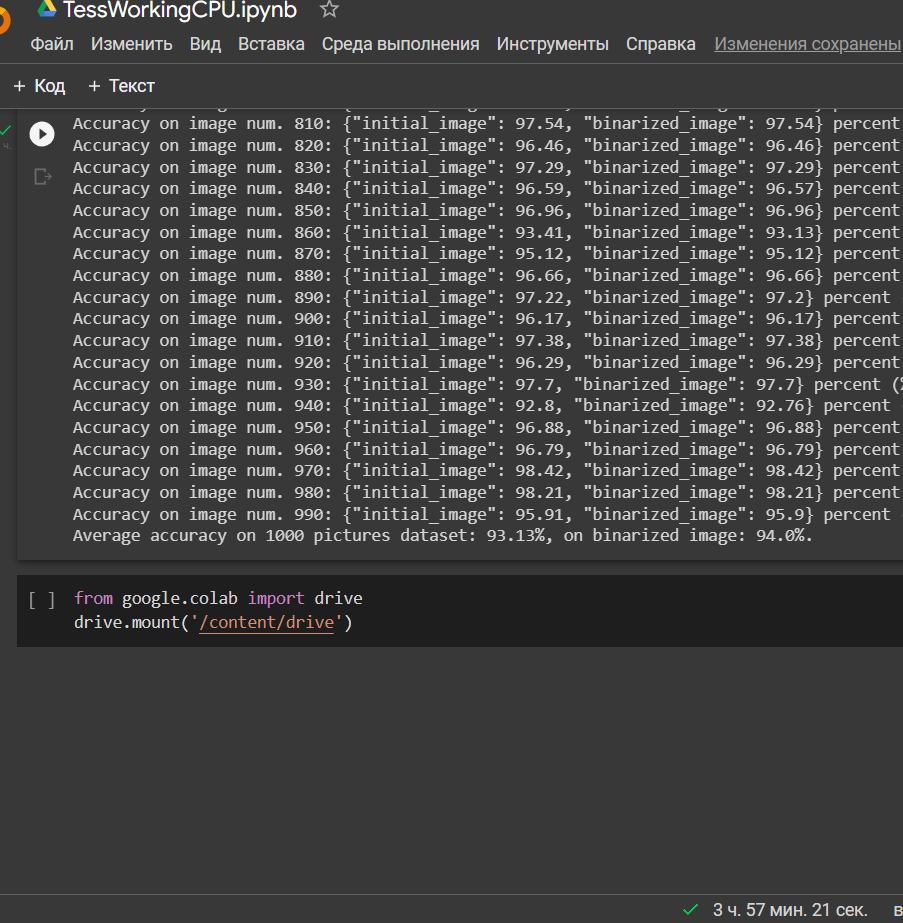 TessWorkingCPU.ipynb
Файл Изменить Вид Вставка Среда выполнения Инструменты Справка Изменения сохранены
+ Код + Текст
Accuracy on image num. 810: {"initial_image": 97.54, "binarized_image": 97.54} percent
Accuracy on image num. 820: {"initial_image": 96.46, "binarized_image": 96.46} percent
Accuracy on image num. 830: {"initial_image": 97.29, "binarized_image": 97.29} percent
Accuracy on image num. 840: {"initial_image": 96.59, "binarized_image": 96.57} percent
Accuracy on image num. 850: {"initial_image": 96.96, "binarized_image": 96.96} percent
Accuracy on image num. 860: {"initial_image": 93.41, "binarized_image": 93.13} percent
Accuracy on image num. 870: {"initial_image": 95.12, "binarized_image": 95.12} percent
Accuracy on image num. 880: {"initial_image": 96.66, "binarized_image": 96.66} percent
Accuracy on image num. 890: {"initial_image": 97.22, "binarized_image": 97.2} percent
Accuracy on image num. 900: {"initial_image": 96.17, "binarized_image": 96.17} percent
Accuracy on image num. 910: {"initial_image": 97.38, "binarized_image": 97.38} percent
Accuracy on image num. 920: {"initial_image": 96.29, "binarized_image": 96.29} percent
Accuracy on image num. 930: {"initial_image": 97.7, "binarized_image": 97.7} percent (%
Accuracy on image num. 940: {"initial_image": 92.8, "binarized_image": 92.76} percent
Accuracy on image num. 950: {"initial_image": 96.88, "binarized_image": 96.88} percent
Accuracy on image num. 960: {"initial_image": 96.79, "binarized_image": 96.79} percent
Accuracy on image num. 970: {"initial_image": 98.42, "binarized_image": 98.42} percent
Accuracy on image num. 980: {"initial_image": 98.21, "binarized_image": 98.21} percent
Accuracy on image num. 990: {"initial_image": 95.91, "binarized_image": 95.9} percent
Average accuracy on 1000 pictures dataset: 93.13%, on binarized image: 94.0%.
[ ] from google.colab import drive
drive.mount('/content/drive')
3 ч. 57 мин. 21 сек. в